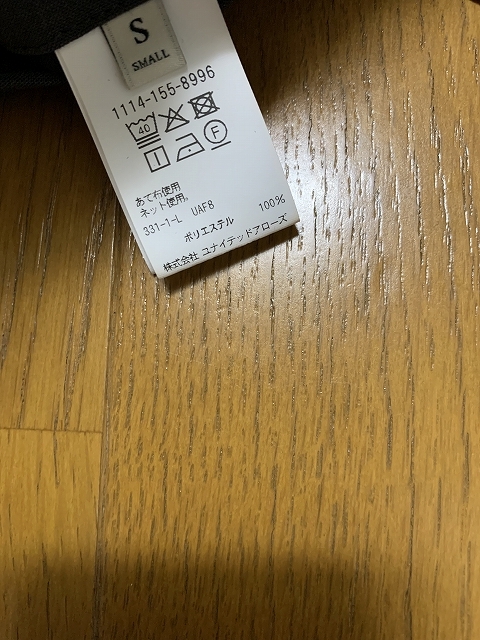 S
SMALL
1114-155-8996
40
F
あて布使用
ネット使用。
331-1-L UAF8
ポリエステル 100%
株式会社 ユナイテッドアローズ